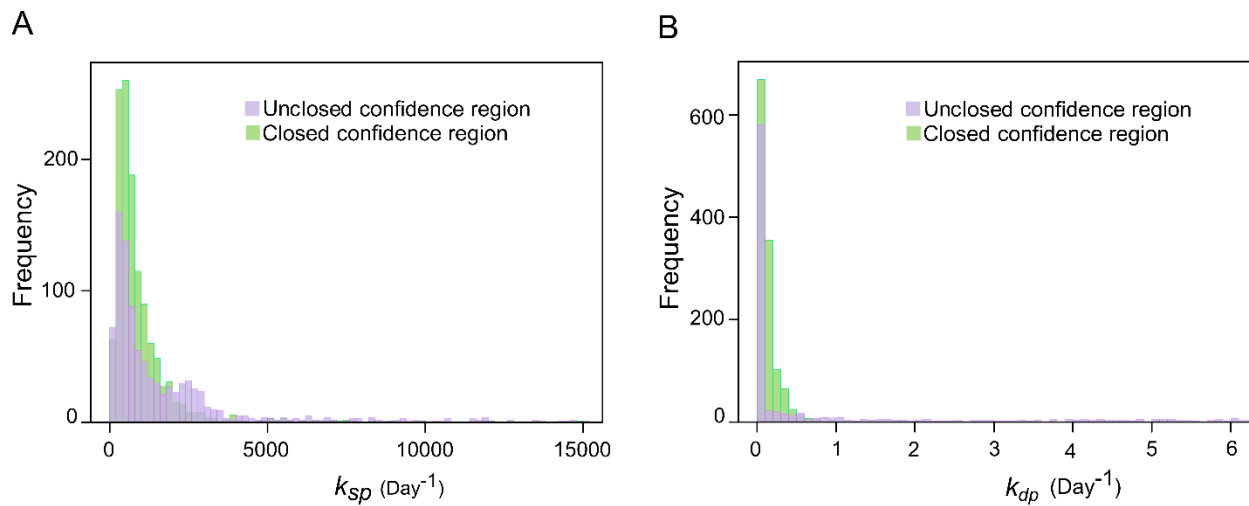 A
Frequency
200
100
0
Unclosed confidence region
Closed confidence region
0 5000 10000 15000
ksp (Day-1)
B
Frequency
600
400
200
0
Unclosed confidence region
Closed confidence region
0 1 2 3 4 5 6
kdp (Day-1)